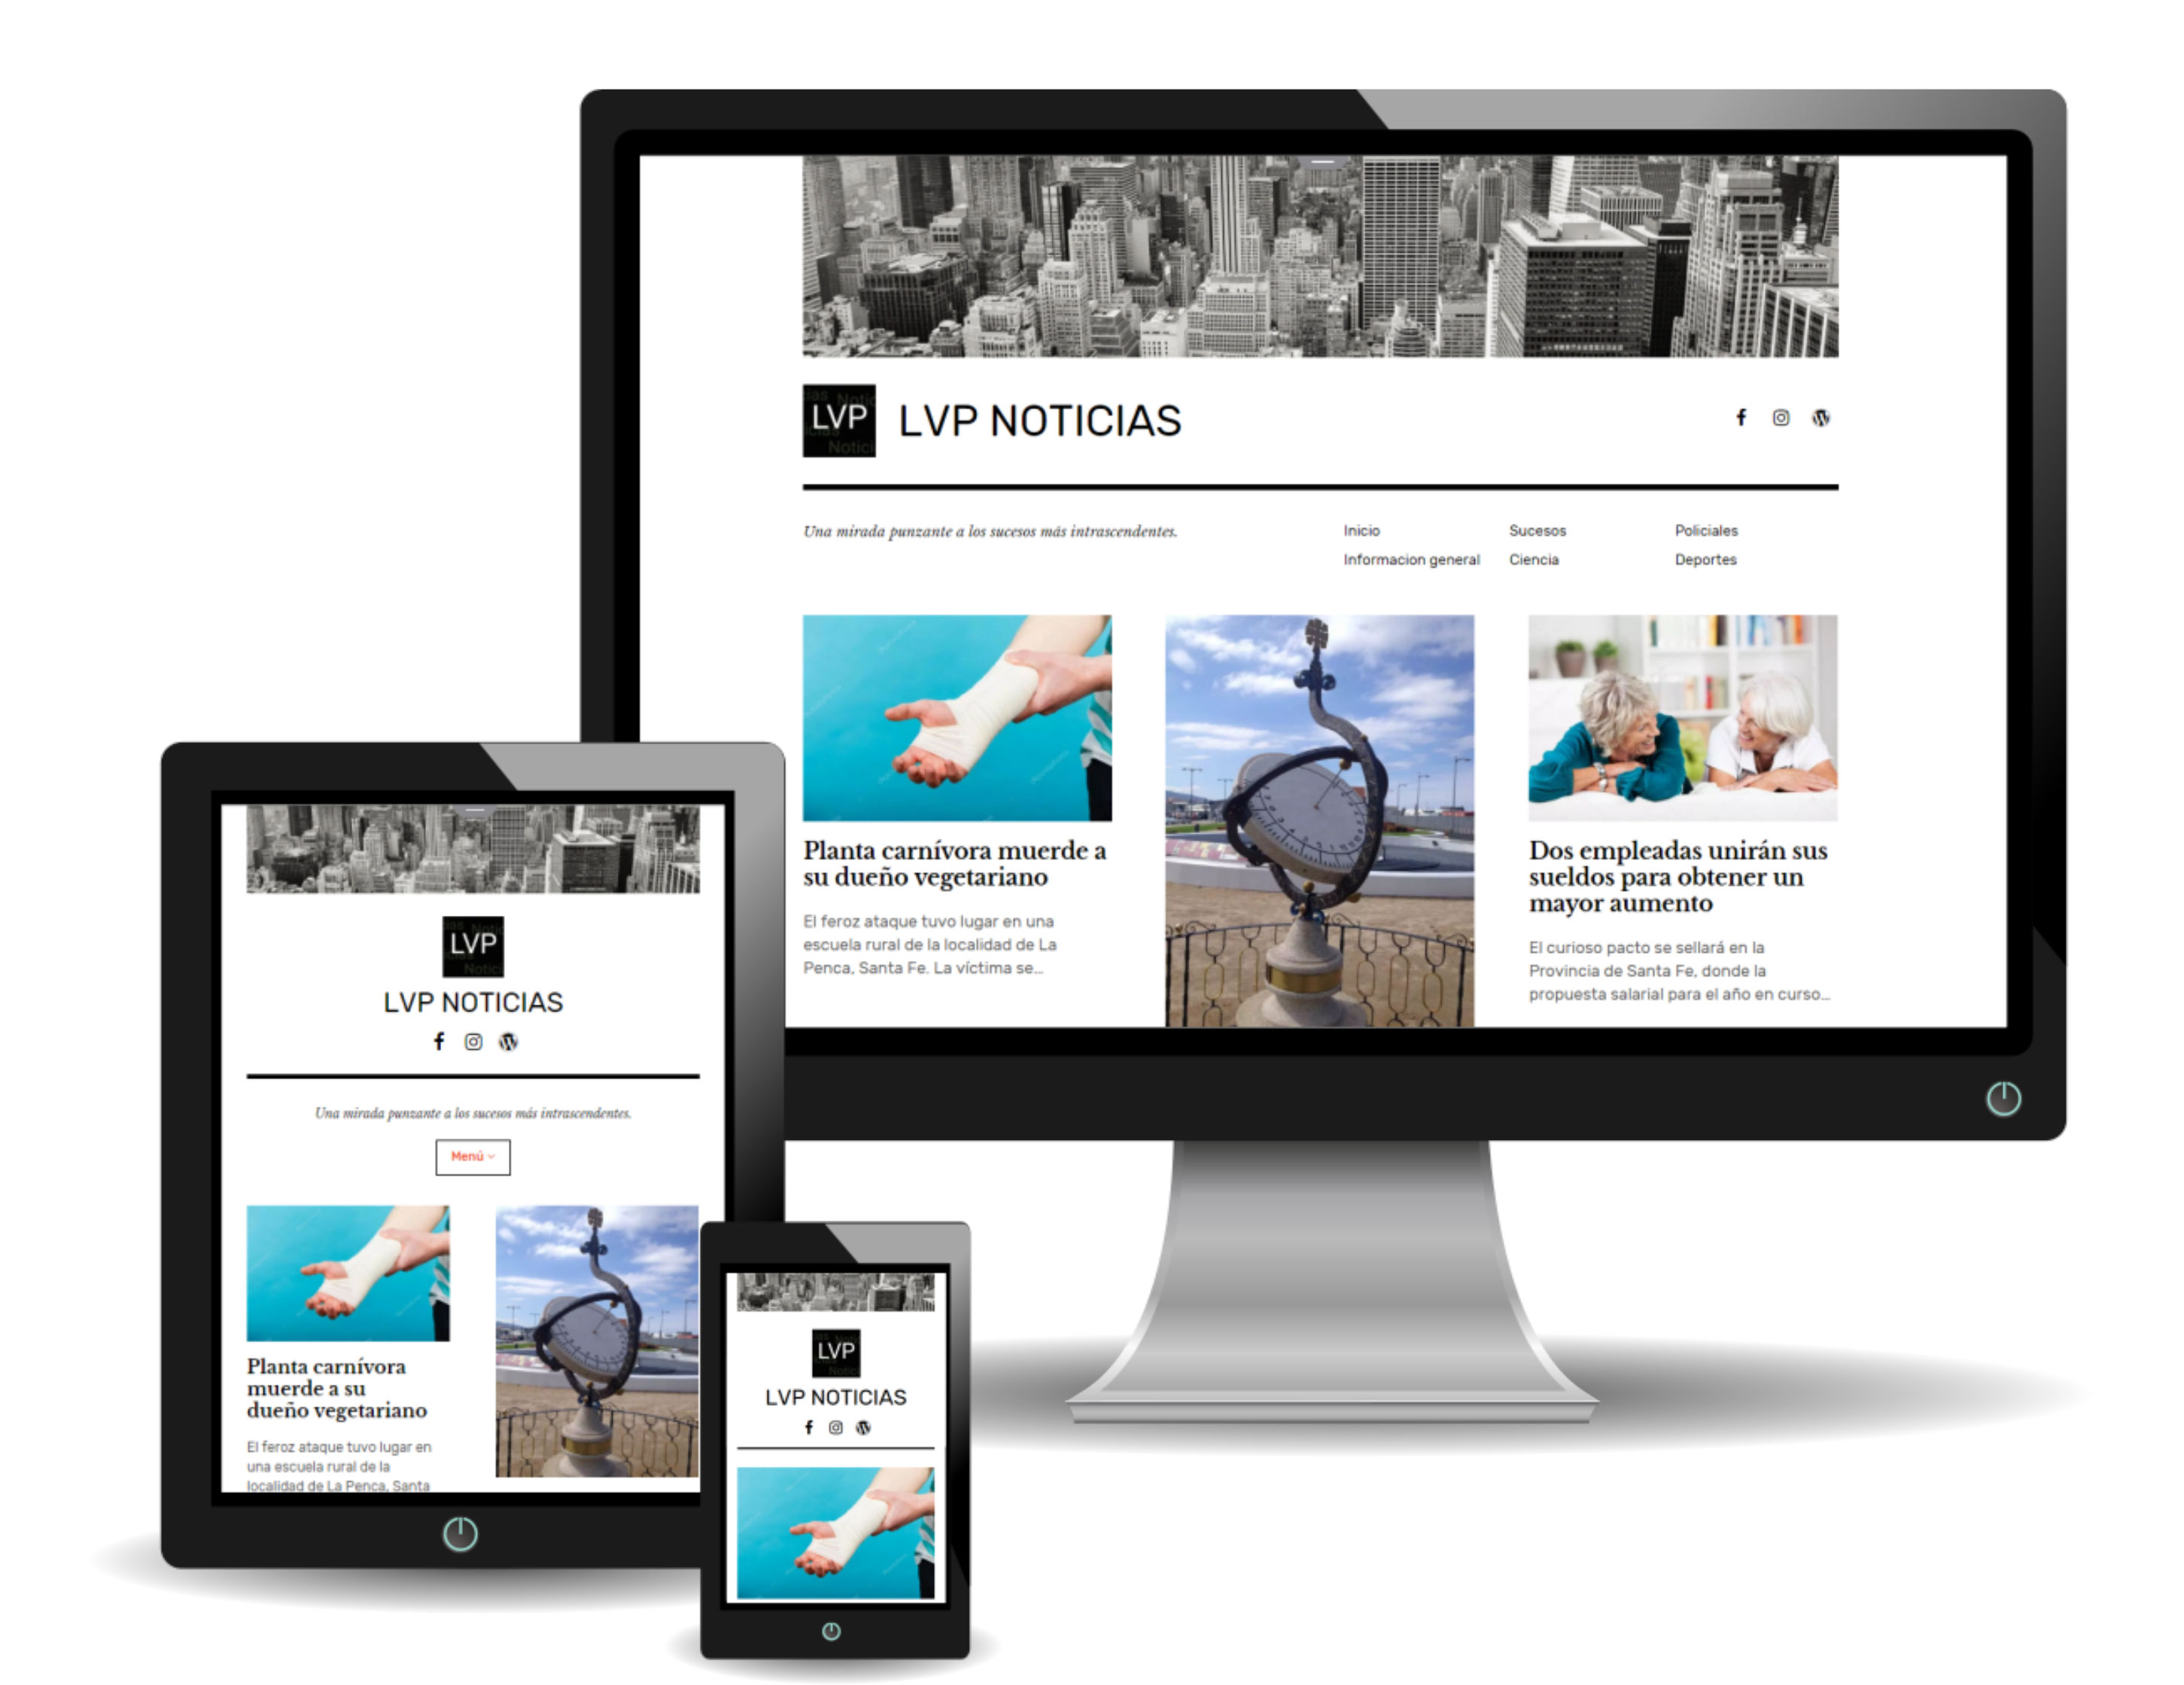 LVP
Notici
LVP NOTICIAS
Una mirada punzante a los sucesos más intrascendentes.
Inicio
Sucesos
Policiales
Informacion general
Ciencia
Deportes
Planta carnívora muerde a
su dueño vegetariano
El feroz ataque tuvo lugar en una
escuela rural de la localidad de La
Penca, Santa Fe. La víctima se...
Dos empleadas unirán sus
sueldos para obtener un
mayor aumento
El curioso pacto se sellará en la
Provincia de Santa Fe, donde la
propuesta salarial para el año en curso...
LVP
Notici
LVP NOTICIAS
Una mirada punzante a los sucesos más intrascendentes.
Menú
Planta carnívora
muerde a su
dueño vegetariano
El feroz ataque tuvo lugar en
una escuela rural de la
localidad de La Penca, Santa
LVP
LVP NOTICIAS